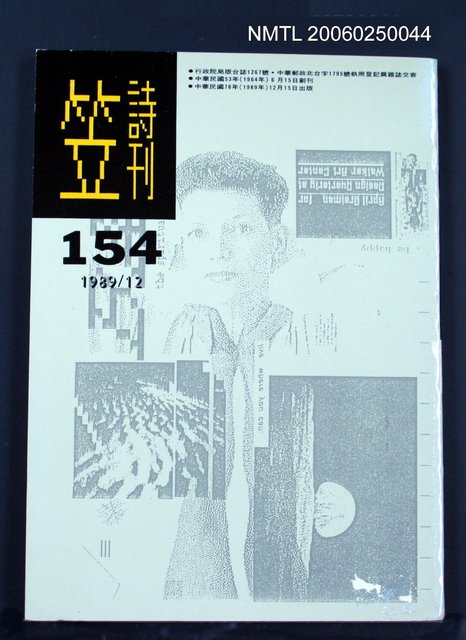 NMTL 20060250044
●行政院局版台誌1267號・中華郵政北台字1795號執照登記爲雜誌交寄
●中華民國53年(1964年)6月15日創刊
●中華民國78年(1989年)12月15日出版
笠
詩刊
154
1989/12
April Greiman for
Design Quarterly at
Walker Art Center
be happy
the